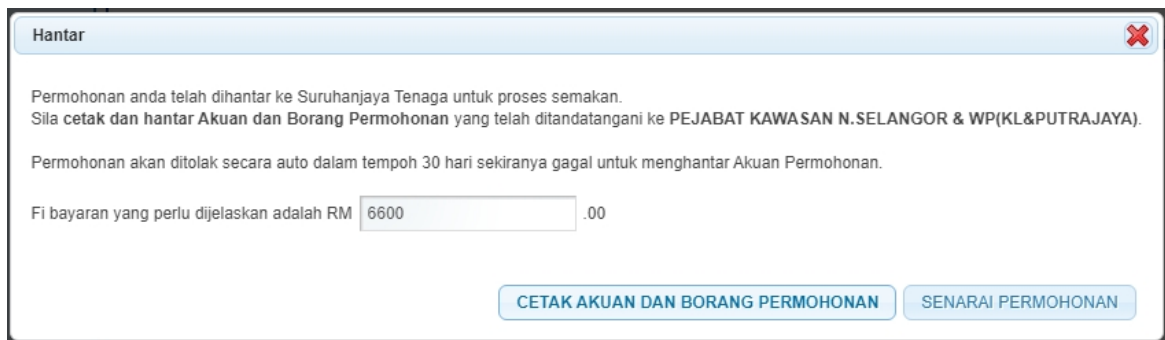 Hantar
Permohonan anda telah dihantar ke Suruhanjaya Tenaga untuk proses semakan.
Sila cetak dan hantar Akuan dan Borang Permohonan yang telah ditandatangani ke PEJABAT KAWASAN N.SELANGOR & WP(KL&PUTRAJAYA).
Permohonan akan ditolak secara auto dalam tempoh 30 hari sekiranya gagal untuk menghantar Akuan Permohonan.
Fi bayaran yang perlu dijelaskan adalah RM 6600 .00
CETAK AKUAN DAN BORANG PERMOHONAN SENARAI PERMOHONAN